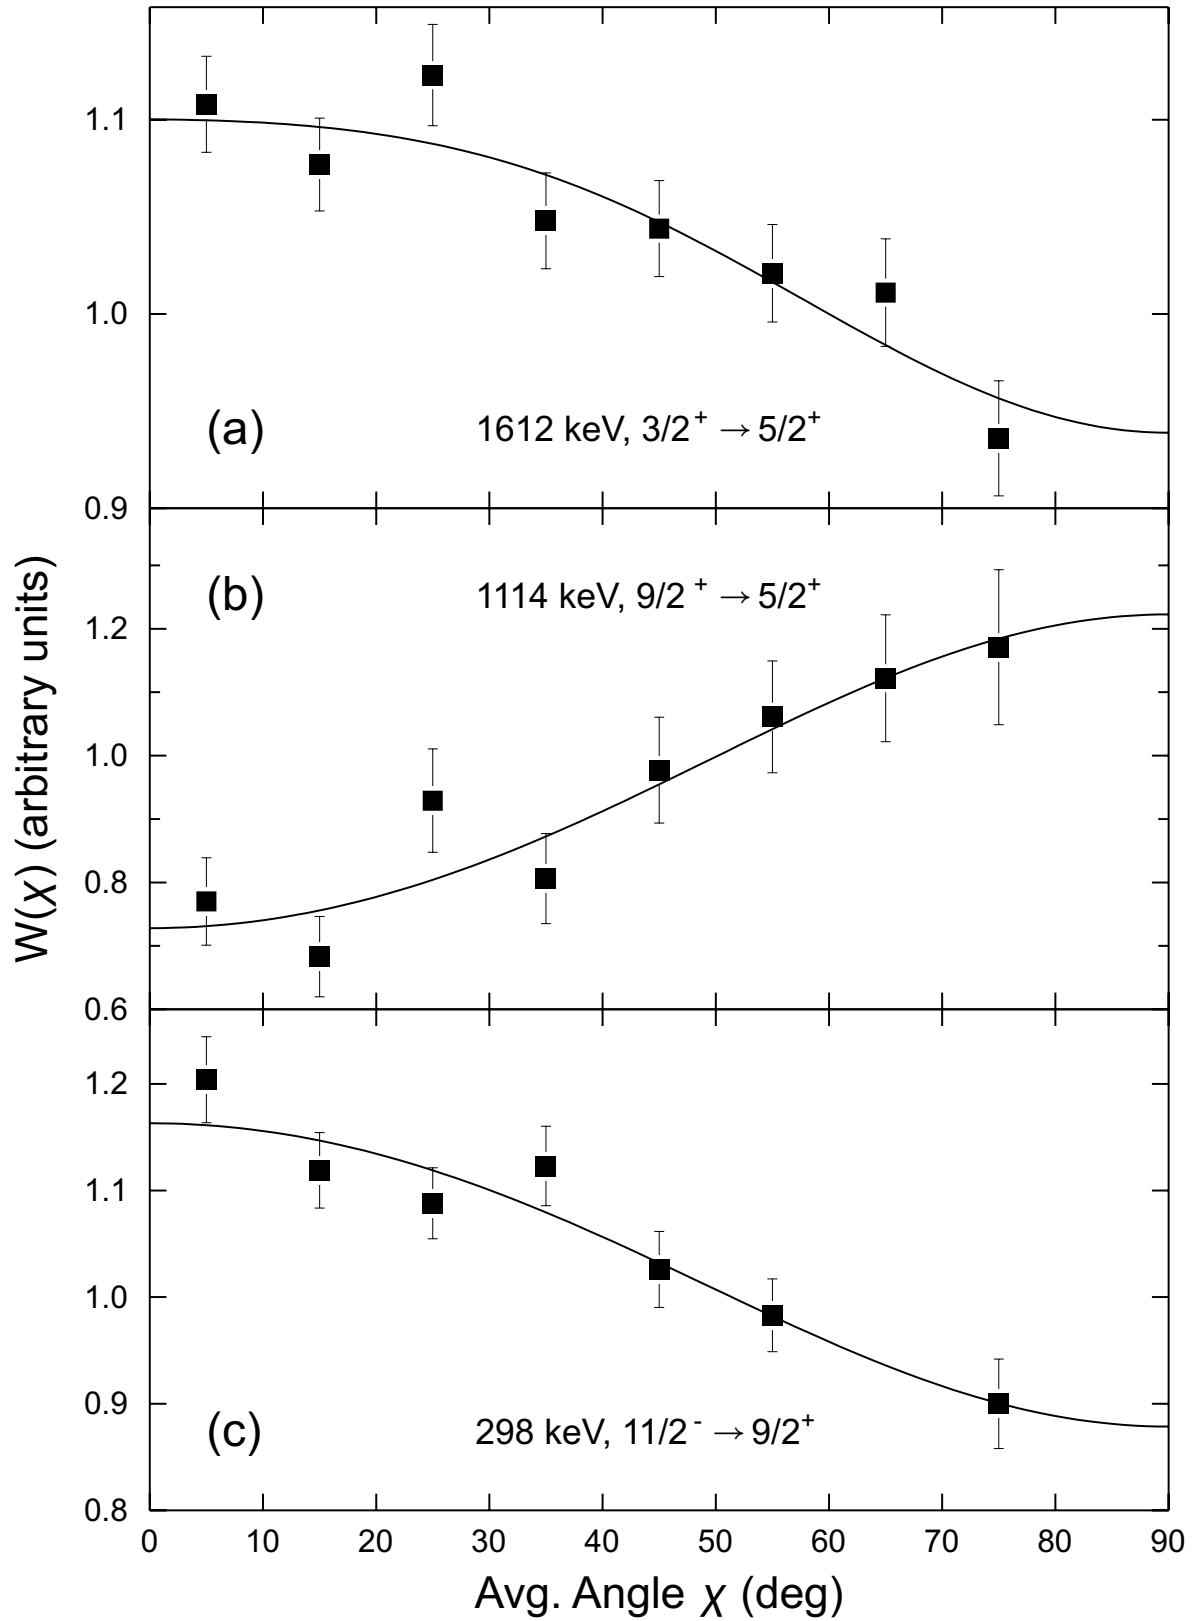 1.1
1.0
0.9
(a)
1612 keV, 3/2⁺ → 5/2⁺
W(χ) (arbitrary units)
(b)
1114 keV, 9/2 ⁺ → 5/2⁺
1.2
1.0
0.8
0.6
1.2
1.1
1.0
0.9
0.8
(c)
298 keV, 11/2 ⁻ → 9/2⁺
0 10 20 30 40 50 60 70 80 90
Avg. Angle χ (deg)